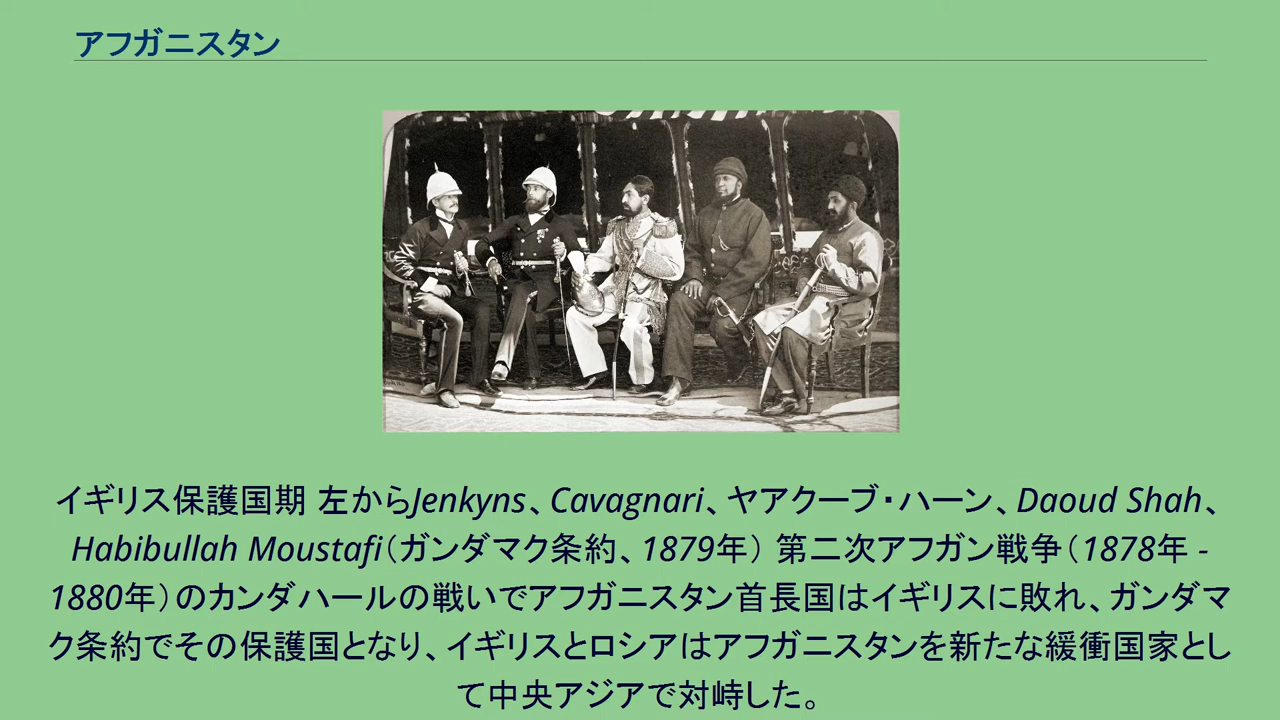 アフガニスタン
イギリス保護国期 左からJenkyns、Cavagnari、ヤアクーブ・ハーン、Daoud Shah、
Habibullah Moustafi（ガンダマク条約、1879年） 第二次アフガン戦争（1878年 -
1880年）のカンダハールの戦いでアフガニスタン首長国はイギリスに敗れ、ガンダマ
ク条約でその保護国となり、イギリスとロシアはアフガニスタンを新たな緩衝国家とし
て中央アジアで対峙した。